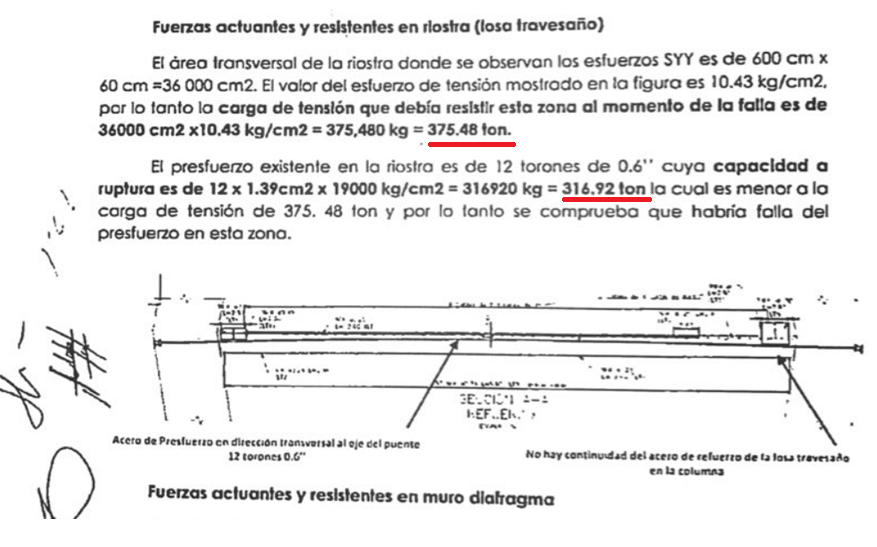 Fuerzas actuantes y resistentes en riostra (losa travesaño)
El área transversal de la riostra donde se observan los esfuerzos SYY es de 600 cm x
60 cm =36 000 cm2. El valor del esfuerzo de tensión mostrado en la figura es 10.43 kg/cm2,
por lo tanto la carga de tensión que debía resistir esta zona al momento de la falla es de
36000 cm2 x10.43 kg/cm2 = 375,480 kg = 375.48 ton.
El presfuerzo existente en la riostra es de 12 torones de 0.6'' cuya capacidad a
ruptura es de 12 x 1.39cm2 x 19000 kg/cm2 = 316920 kg = 316.92 ton la cual es menor a la
carga de tensión de 375. 48 ton y por lo tanto se comprueba que habría falla del
presfuerzo en esta zona.
Acero de Presfuerzo en dirección transversal al eje del puente
12 torones 0.6"
No hay continuidad del acero de refuerzo de la losa travesaño
en la columna
Fuerzas actuantes y resistentes en muro diafragma